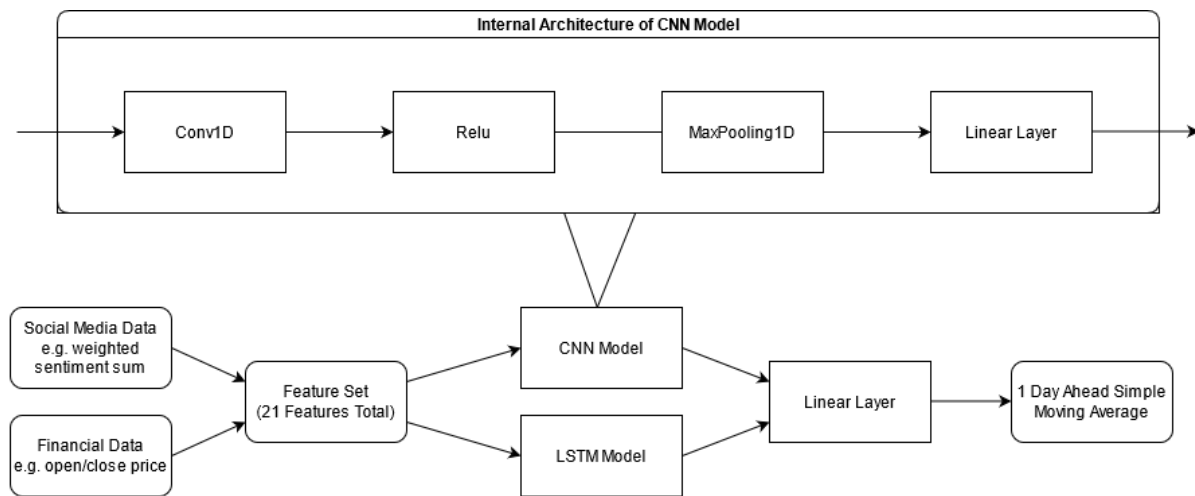 Internal Architecture of CNN Model
Conv1D
Relu
MaxPooling1D
Linear Layer
Social Media Data
e.g. weighted
sentiment sum
Financial Data
e.g. open/close price
Feature Set
(21 Features Total)
CNN Model
LSTM Model
Linear Layer
1 Day Ahead Simple
Moving Average